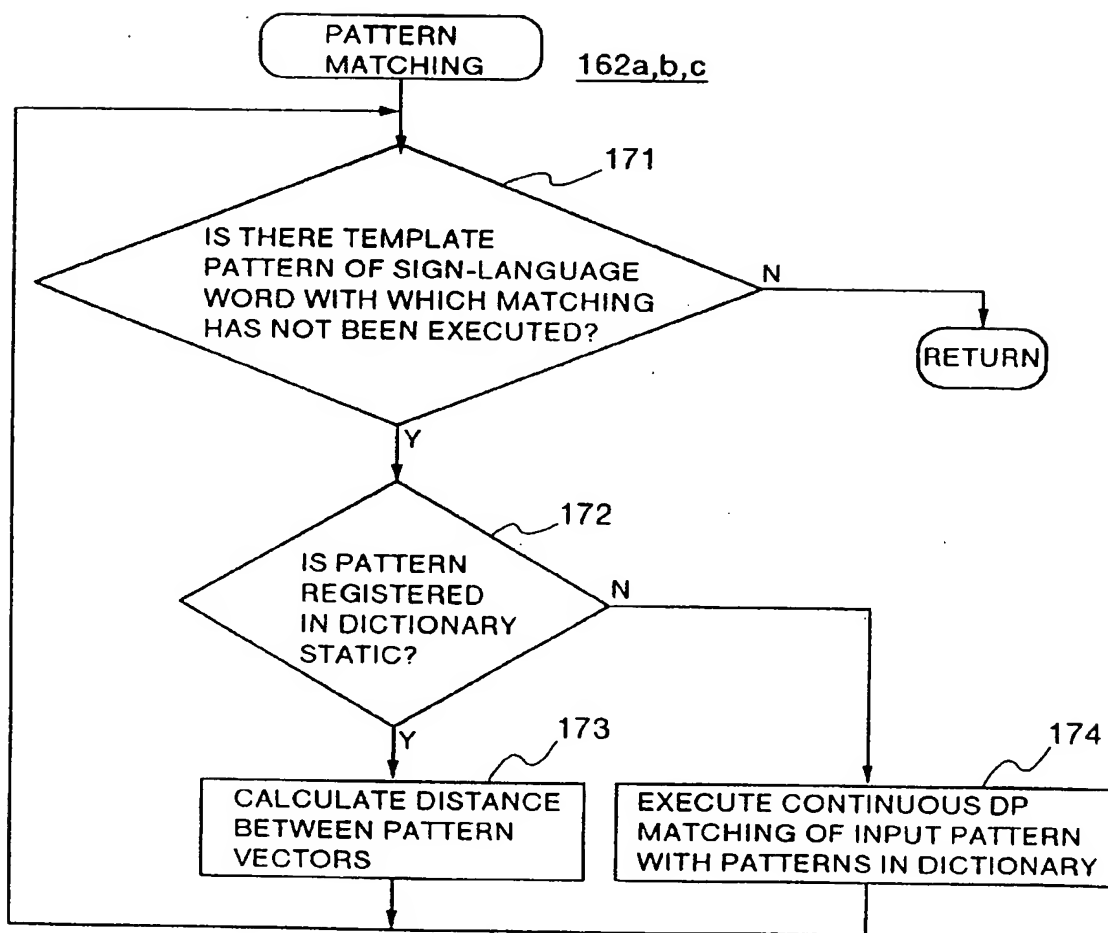 PATTERN
MATCHING
162a,b,c
171
IS THERE TEMPLATE
PATTERN OF SIGN-LANGUAGE
WORD WITH WHICH MATCHING
HAS NOT BEEN EXECUTED?
N
RETURN
Y
172
IS PATTERN
REGISTERED
IN DICTIONARY
STATIC?
N
Y
173
CALCULATE DISTANCE
BETWEEN PATTERN
VECTORS
174
EXECUTE CONTINUOUS DP
MATCHING OF INPUT PATTERN
WITH PATTERNS IN DICTIONARY